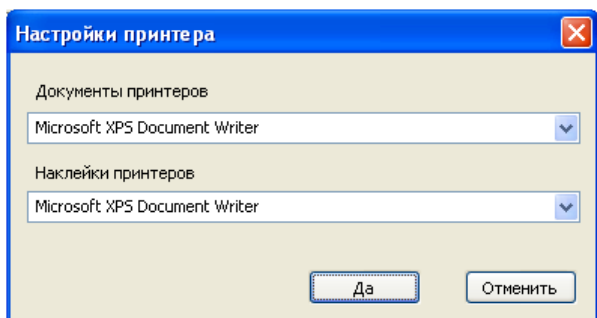 Настройки принтера
Документы принтеров
Microsoft XPS Document Writer
Наклейки принтеров
Microsoft XPS Document Writer
Да Отменить